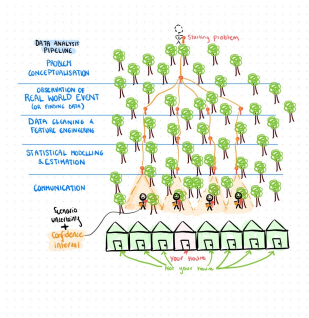 DATA ANALYSIS
PIPELINE
Starting problem
PROBLEM
CONCEPTUALISATION
OBSERVATION OF
REAL WORLD EVENT
(OR FINDING DATA)
DATA CLEANING &
FEATURE ENGINEERING
STATISTICAL MODELLING
& ESTIMATION
COMMUNICATION
Scenario
uncertainty
+
Confidence
interval
Your house
Not your house